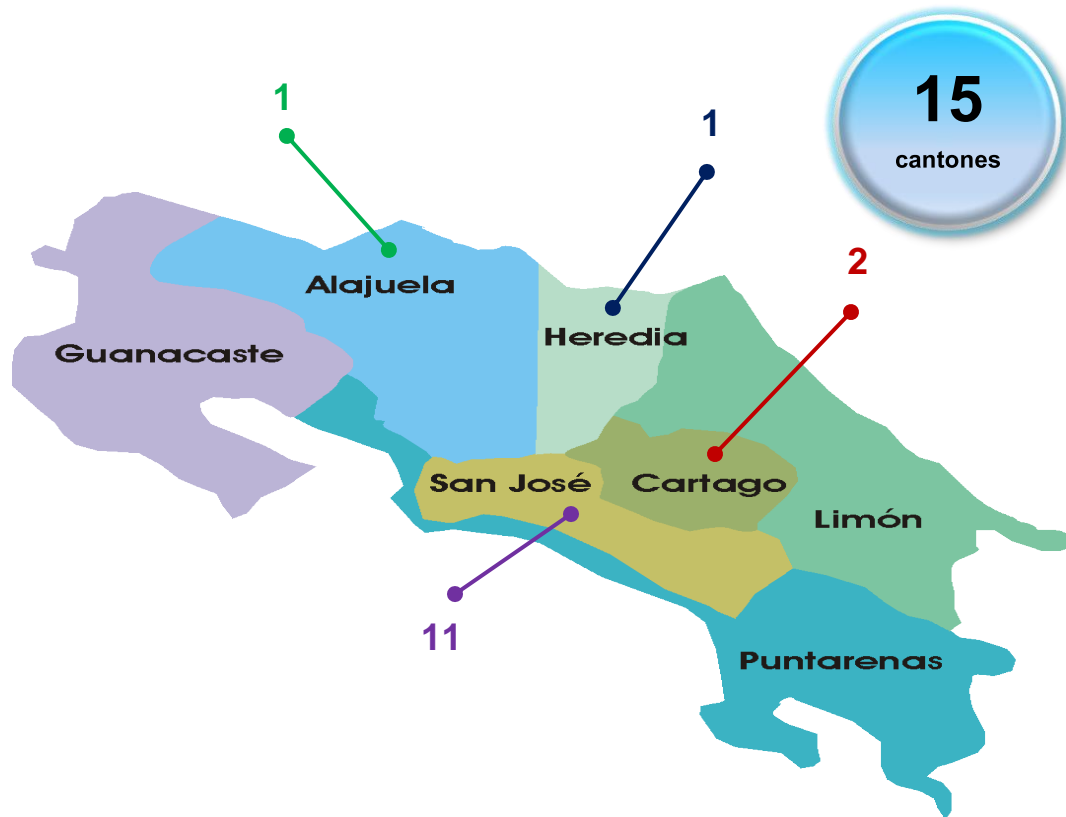 15
cantones
1
1
2
Alajuela
Heredia
Guanacaste
San José
Cartago
Limón
11
Puntarenas